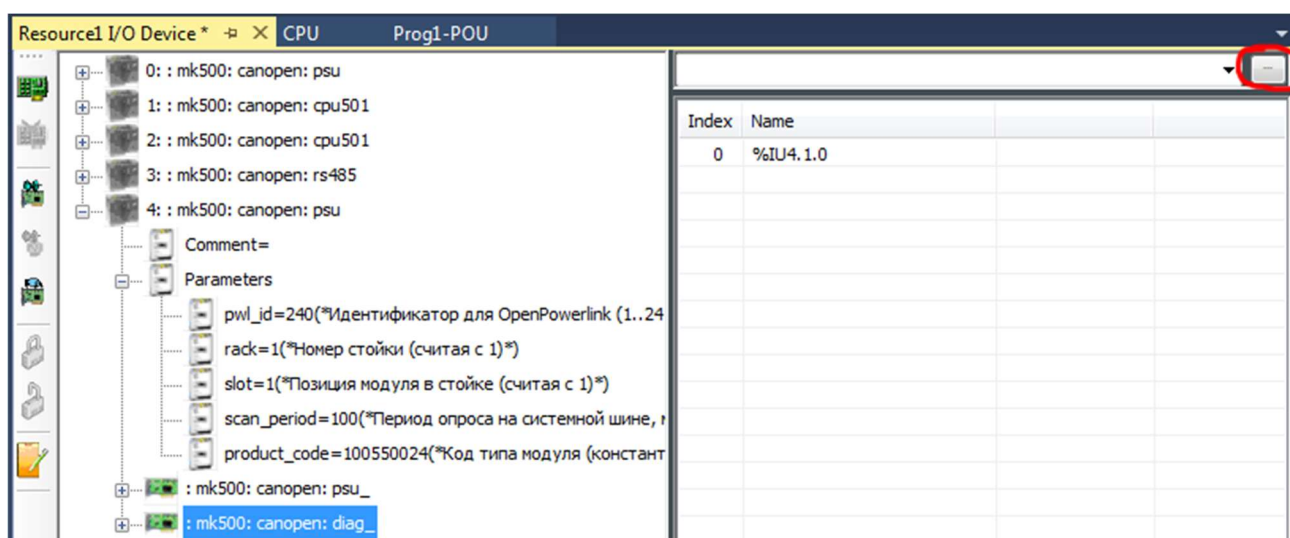 Resource1 I/O Device* CPU Prog1-POU
0: : mk500: canopen: psu
1: : mk500: canopen: cpu501
2: : mk500: canopen: cpu501
3: : mk500: canopen: rs485
4: : mk500: canopen: psu
Comment=
Parameters
pwl_id=240(*Идентификатор для OpenPowerlink (1..24
rack=1(*Номер стойки (считая с 1)*)
slot=1(*Позиция модуля в стойке (считая с 1)*)
scan_period=100(*Период опроса на системной шине,
product_code=100550024(*Код типа модуля (констант
: mk500: canopen: psu_
: mk500: canopen: diag_
Index Name
0 %IU4.1.0